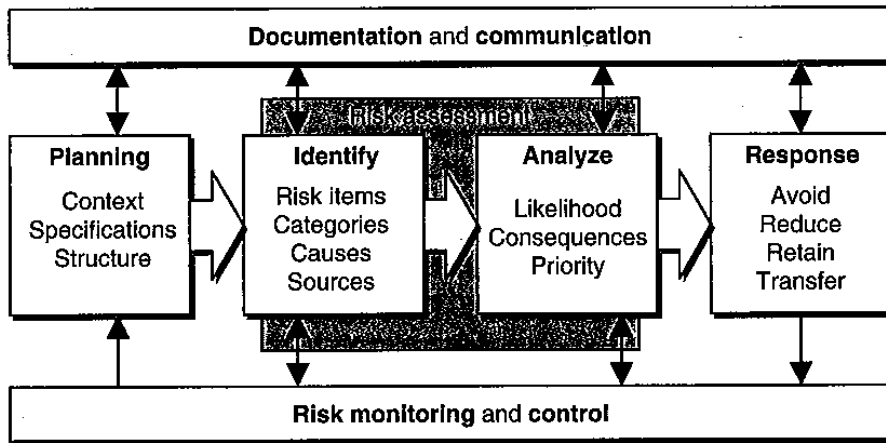 Documentation and communication
Risk assessment
Planning
Context
Specifications
Structure
Identify
Risk items
Categories
Causes
Sources
Analyze
Likelihood
Consequences
Priority
Response
Avoid
Reduce
Retain
Transfer
Risk monitoring and control